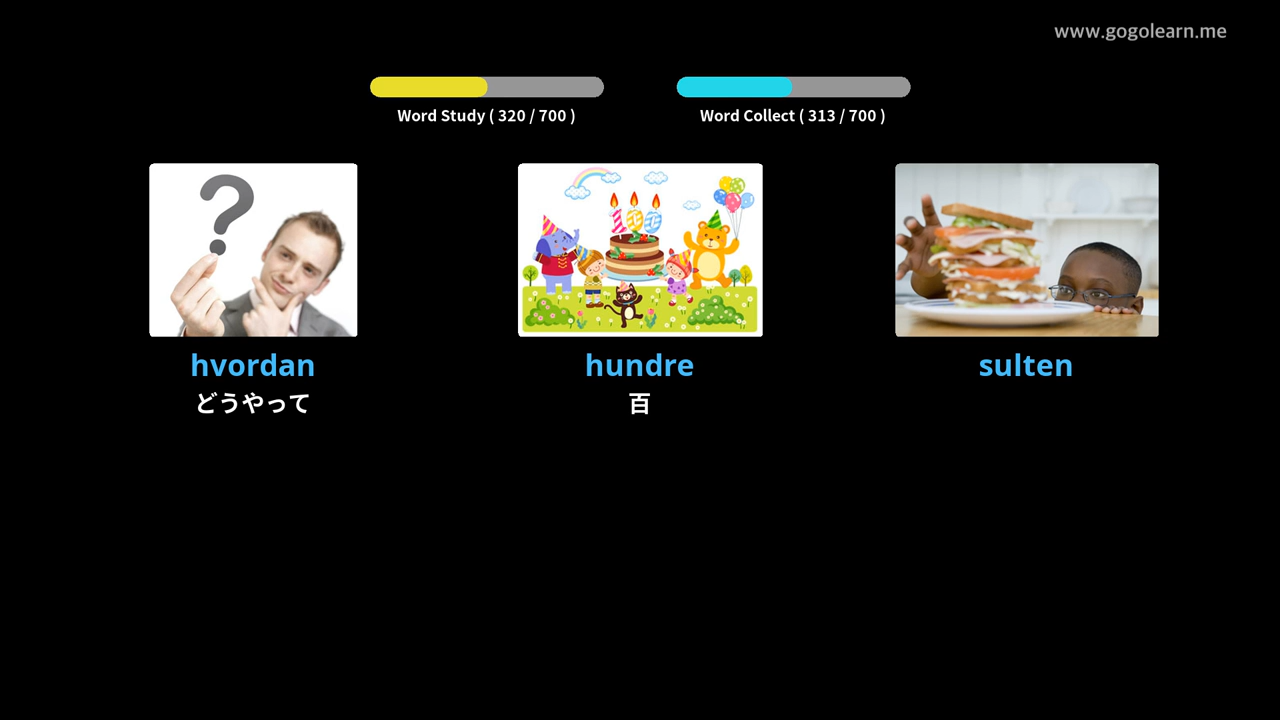 www.gogolearn.me
Word Study ( 320 / 700 )
Word Collect ( 313 / 700 )
100
hvordan
どうやって
hundre
百
sulten